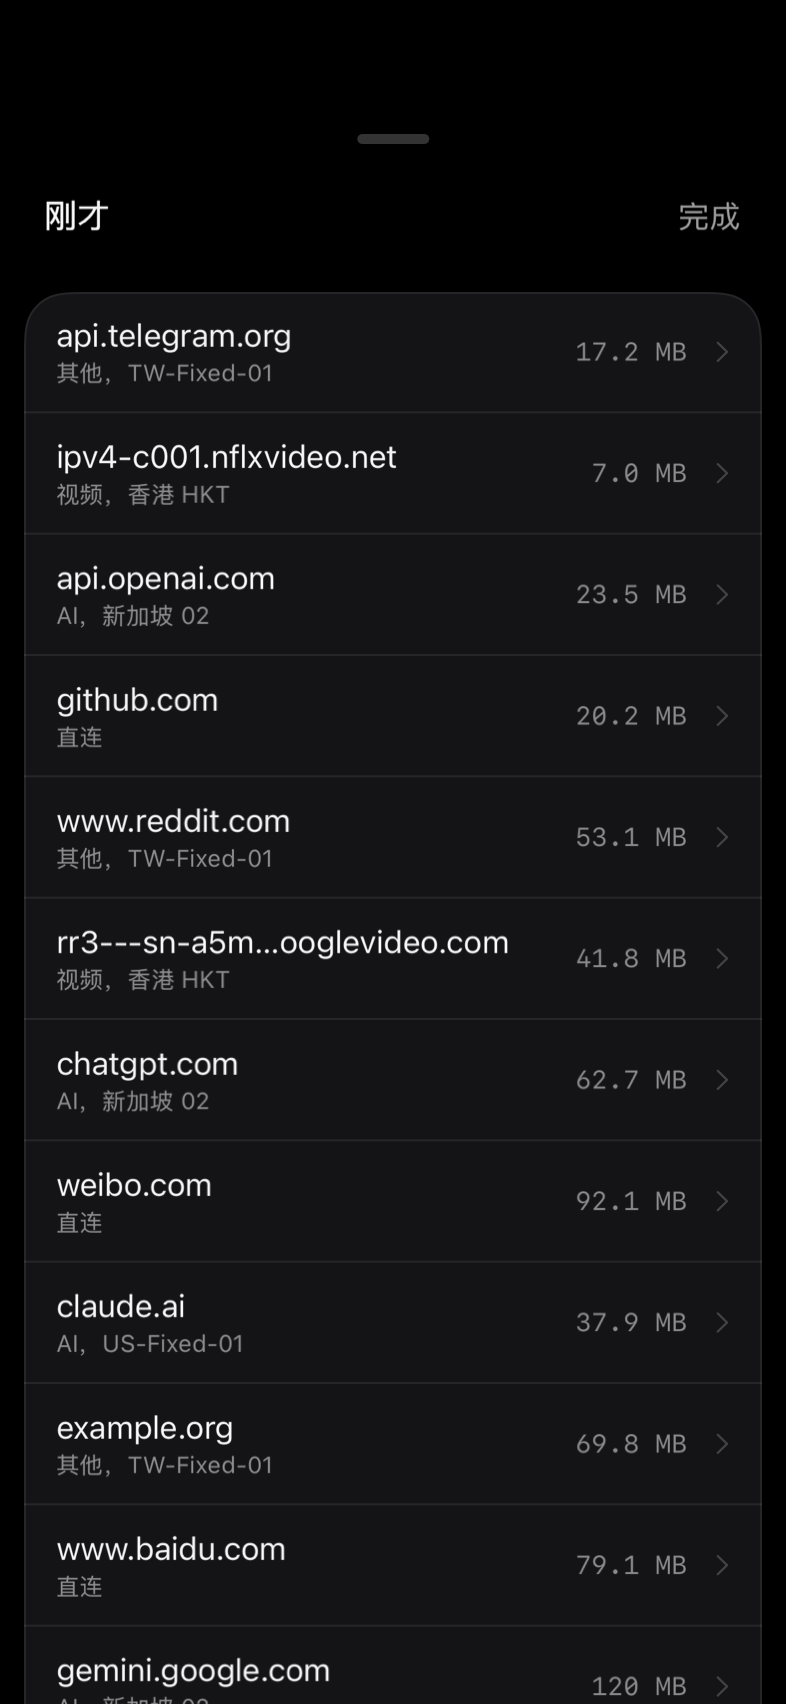 刚才
完成
api.telegram.org
其他，TW-Fixed-01
17.2 MB
ipv4-c001.nflxvideo.net
视频，香港 HKT
7.0 MB
api.openai.com
AI，新加坡 02
23.5 MB
github.com
直连
20.2 MB
www.reddit.com
其他，TW-Fixed-01
53.1 MB
rr3---sn-a5m...ooglevideo.com
视频，香港 HKT
41.8 MB
chatgpt.com
AI，新加坡 02
62.7 MB
weibo.com
直连
92.1 MB
claude.ai
AI，US-Fixed-01
37.9 MB
example.org
其他，TW-Fixed-01
69.8 MB
www.baidu.com
直连
79.1 MB
gemini.google.com
120 MB